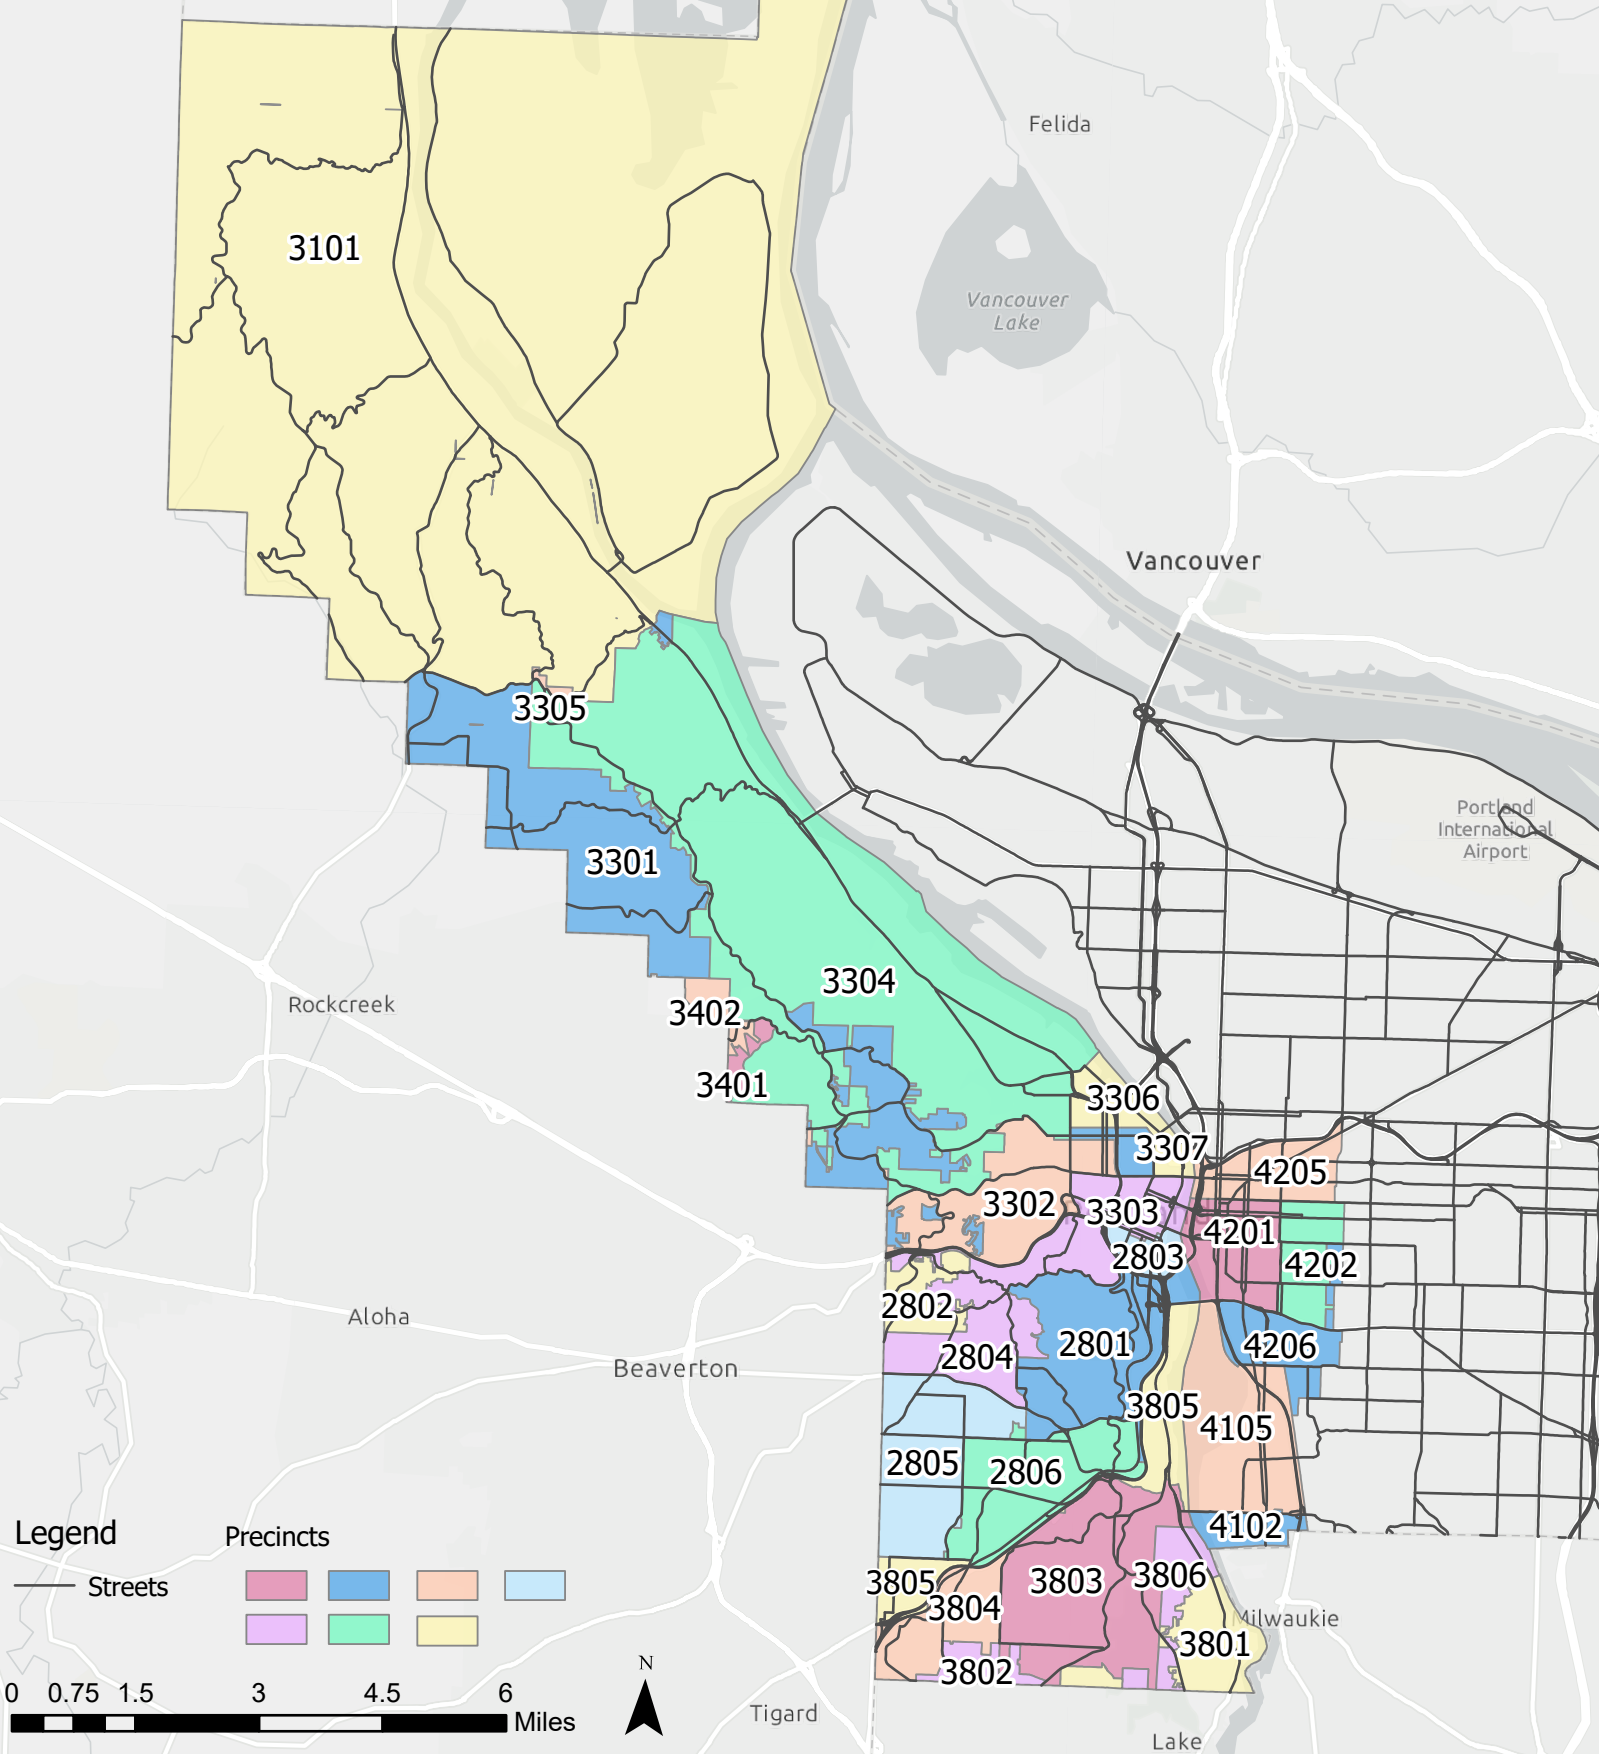 Felida
3101
Vancouver
Lake
Vancouver
3305
Portland
International
Airport
3301
3304
Rockcreek
3402
3401
3306
3307
4205
3302
3303
4201
2803
4202
2802
Aloha
2801
4206
2804
Beaverton
3805
4105
2805
2806
4102
Legend
Precincts
Streets
3805
3803
3806
3804
Milwaukie
3801
3802
N
0 0.75 1.5 3 4.5 6
Miles
Tigard
Lake